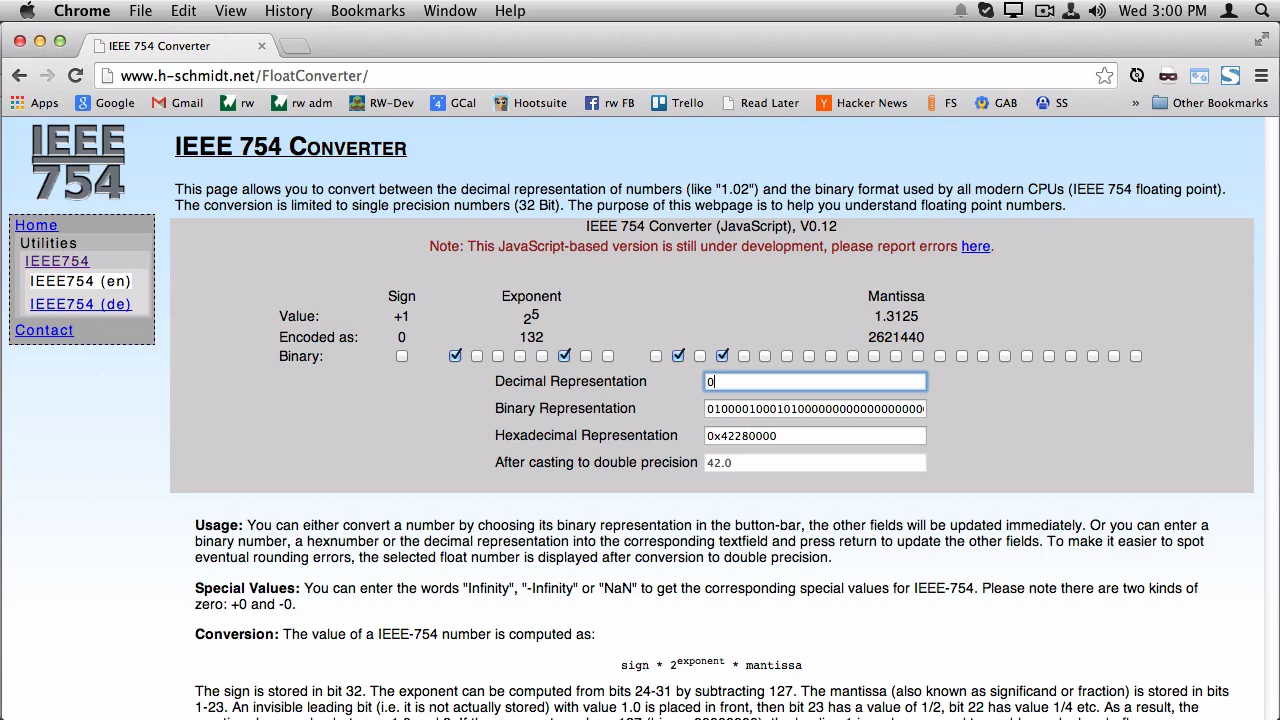 Chrome File Edit View History Bookmarks Window Help Wed 3:00 PM
IEEE 754 Converter
www.h-schmidt.net/FloatConverter/
Apps Google Gmail rw rw adm RW-Dev GCal Hootsuite rw FB Trello Read Later Hacker News FS GAB SS » Other Bookmarks
IEEE
754
IEEE 754 CONVERTER
This page allows you to convert between the decimal representation of numbers (like "1.02") and the binary format used by all modern CPUs (IEEE 754 floating point).
The conversion is limited to single precision numbers (32 Bit). The purpose of this webpage is to help you understand floating point numbers.
Home
Utilities
IEEE754
IEEE754 (en)
IEEE754 (de)
Contact
IEEE 754 Converter (JavaScript), V0.12
Note: This JavaScript-based version is still under development, please report errors here.
Sign Exponent Mantissa
Value: +1 2^5 1.3125
Encoded as: 0 132 2621440
Binary:
Decimal Representation 0
Binary Representation 01000010001010000000000000000000
Hexadecimal Representation 0x42280000
After casting to double precision 42.0
Usage: You can either convert a number by choosing its binary representation in the button-bar, the other fields will be updated immediately. Or you can enter a
binary number, a hexnumber or the decimal representation into the corresponding textfield and press return to update the other fields. To make it easier to spot
eventual rounding errors, the selected float number is displayed after conversion to double precision.
Special Values: You can enter the words "Infinity", "-Infinity" or "NaN" to get the corresponding special values for IEEE-754. Please note there are two kinds of
zero: +0 and -0.
Conversion: The value of a IEEE-754 number is computed as:
sign * 2^exponent * mantissa
The sign is stored in bit 32. The exponent can be computed from bits 24-31 by subtracting 127. The mantissa (also known as significand or fraction) is stored in bits
1-23. An invisible leading bit (i.e. it is not actually stored) with value 1.0 is placed in front, then bit 23 has a value of 1/2, bit 22 has value 1/4 etc. As a result, the